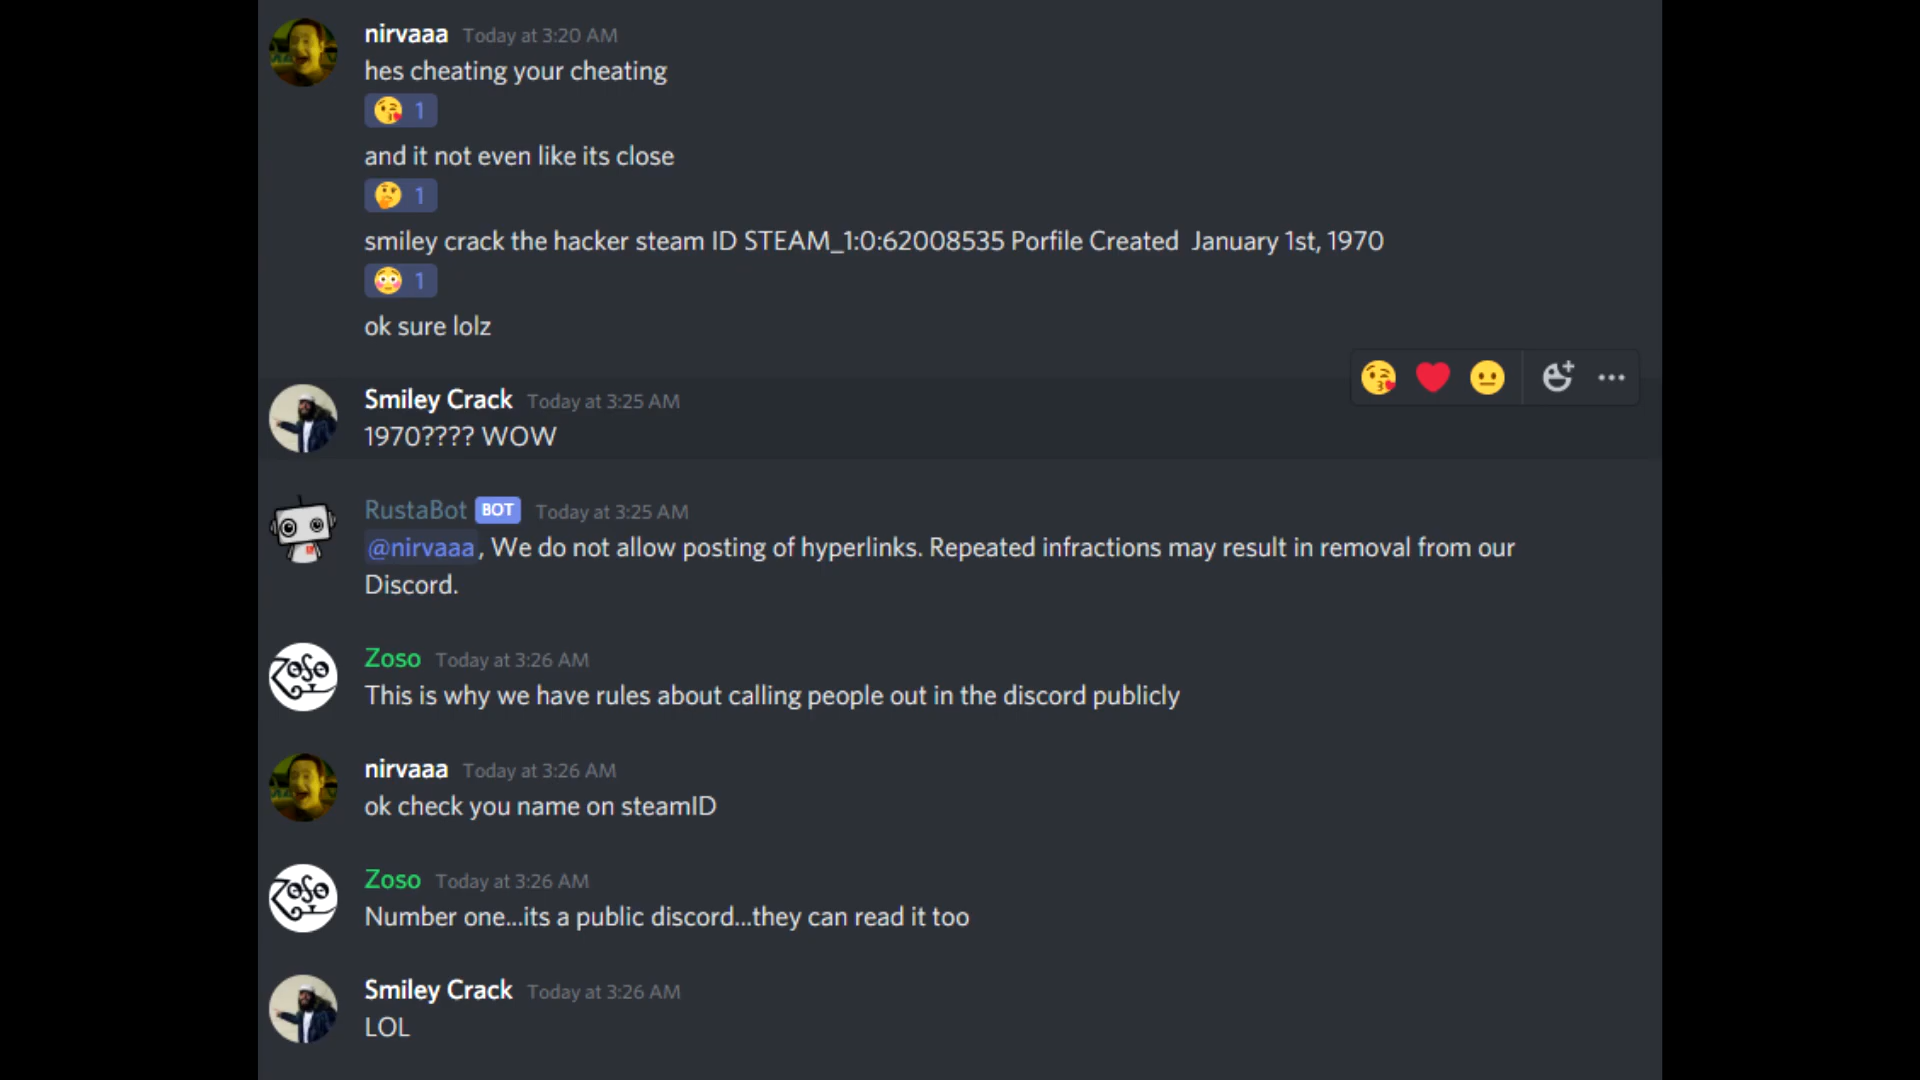 nirvaaa Today at 3:20 AM
hes cheating your cheating
1
and it not even like its close
1
smiley crack the hacker steam ID STEAM_1:0:62008535 Porfile Created January 1st, 1970
1
ok sure lolz
Smiley Crack Today at 3:25 AM
1970???? WOW
RustaBot BOT Today at 3:25 AM
@nirvaaa, We do not allow posting of hyperlinks. Repeated infractions may result in removal from our
Discord.
ZoSo
Zoso Today at 3:26 AM
This is why we have rules about calling people out in the discord publicly
nirvaaa Today at 3:26 AM
ok check you name on steamID
ZoSo
Zoso Today at 3:26 AM
Number one...its a public discord...they can read it too
Smiley Crack Today at 3:26 AM
LOL